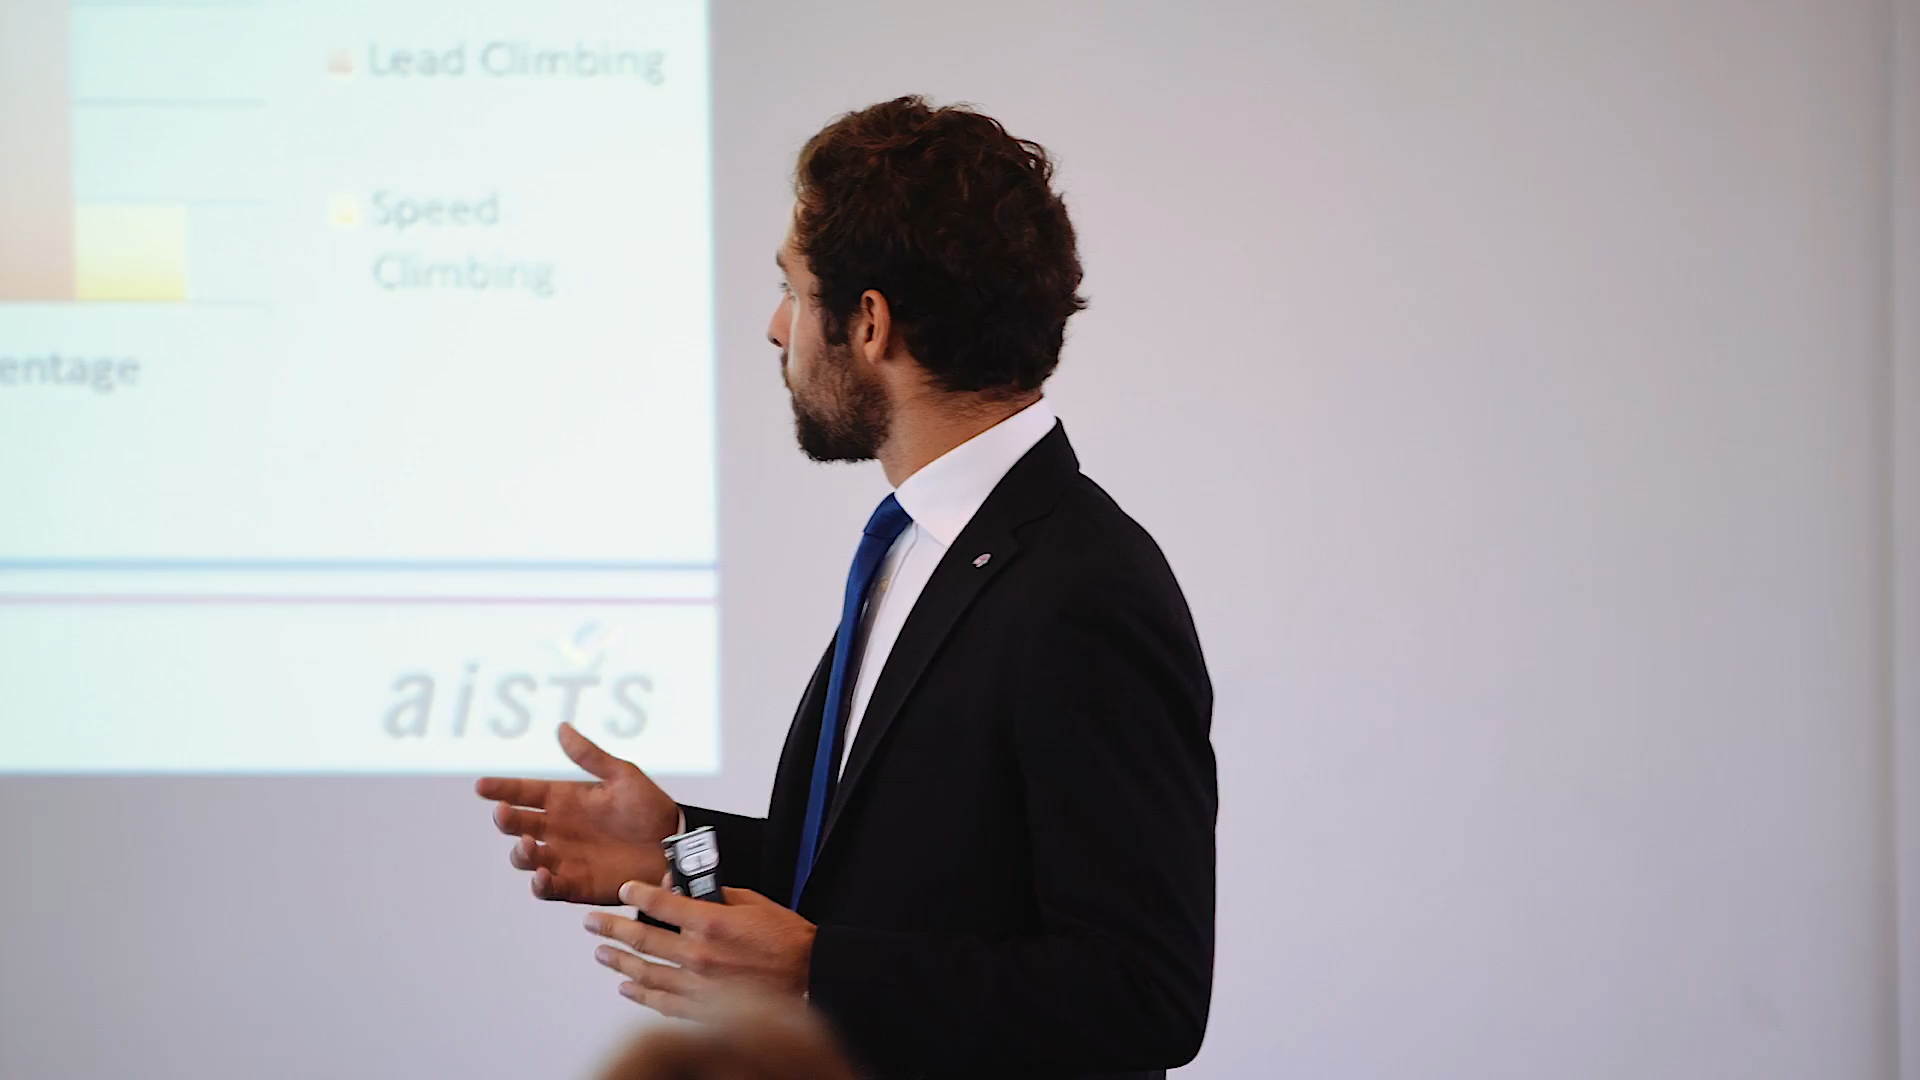 Lead Climbing
Speed
Climbing
entage
aisTs